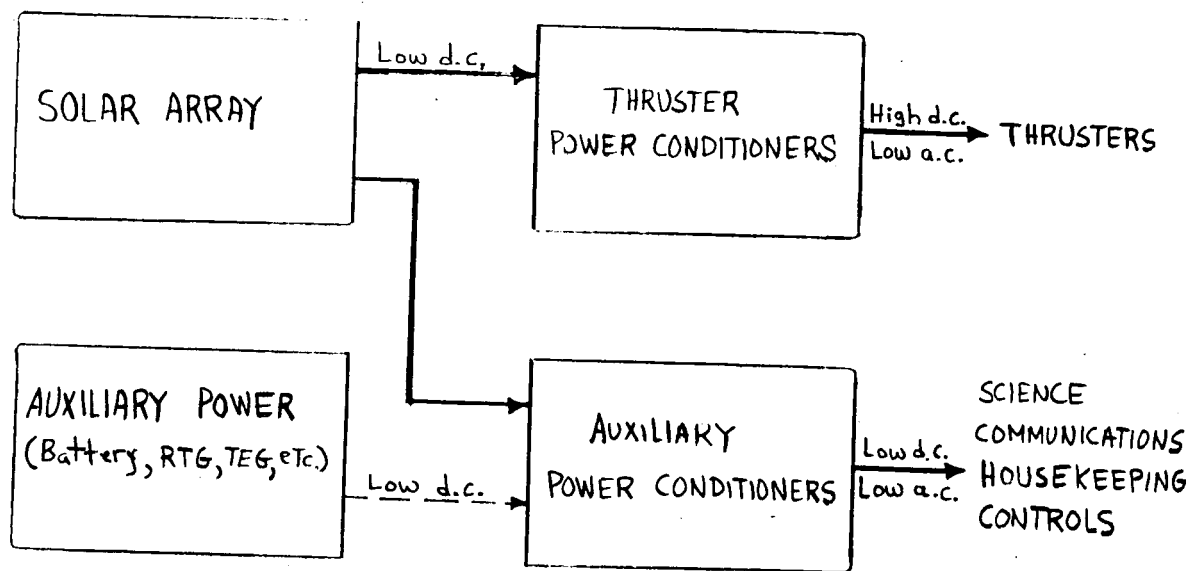 SOLAR ARRAY
Low d.c.
THRUSTER
POWER CONDITIONERS
High d.c.
Low a.c.
THRUSTERS
AUXILIARY POWER
(Battery, RTG, TEG, eTc.)
Low d.c.
AUXILIARY
POWER CONDITIONERS
Low d.c.
Low a.c.
SCIENCE
COMMUNICATIONS
HOUSEKEEPING
CONTROLS